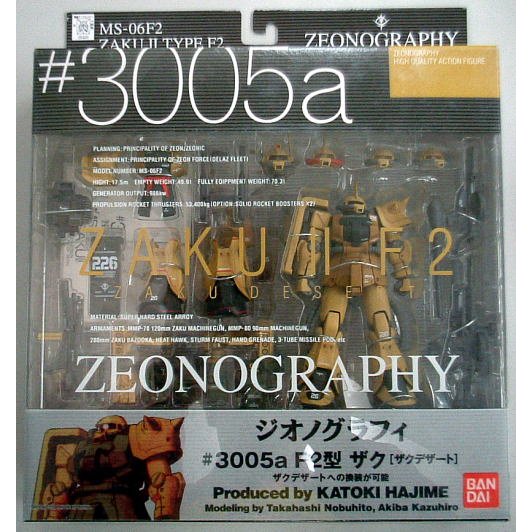 MS-06F2
ZAKU II TYPE F2
ZEONOGRAPHY
#3005a
ZEONOGRAPHY
HIGH QUALITY ACTION FIGURE
PLANNING: PRINCIPALITY OF ZEON/ZEONIC
ASSIGNMENT: PRINCIPALITY OF ZEON FORCE (DELAZ FLEET)
MODEL NUMBER: MS-06F2
HIGHT: 17.5m EMPTY WEIGHT: 49.9t FULLY EQIPPMENT WEIGHT: 70.3t
GENERATOR OUTPUT: 986kw
PROPULSION ROCKET THRUSTERS: 53,400kg (OPTION: SOLID ROCKET BOOSTERS X2)
ZAKU II F2
ZAKU DESERT
226
MATERIAL: SUPER HARD STEEL ARROY
ARMAMENTS: MMP-78 120mm ZAKU MACHINEGUN, MMP-80 90mm MACHINEGUN,
280mm ZAKU BAZOOKA, HEAT HAWK, STURM FAUST, HAND GRENADE, 3-TUBE MISSILE POD, etc
ZEONOGRAPHY
ジオノグラフィ
#3005a F2型 ザク [ザクデザート]
ザクデザートへの換装が可能
Produced by KATOKI HAJIME
Modeling by Takahashi Nobuhito, Akiba Kazuhiro
BAN
DAI